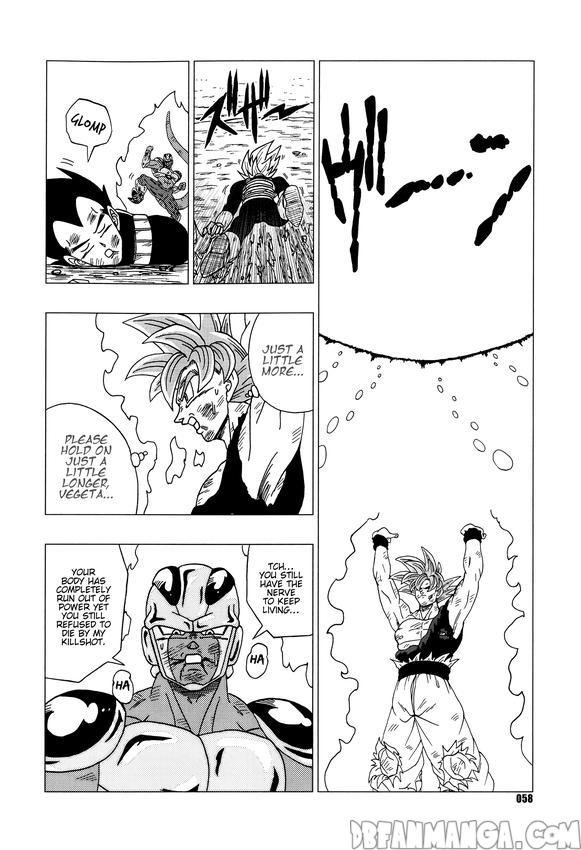 GLOMP
JUST A
LITTLE
MORE...
PLEASE
HOLD ON
JUST A
LITTLE
LONGER,
VEGETA...
TCH...
YOU STILL
HAVE THE
NERVE TO
KEEP
LIVING...
YOUR
BODY HAS
COMPLETELY
RUN OUT OF
POWER YET
YOU STILL
REFUSED TO
DIE BY MY
KILLSHOT.
HA
HA
058
DBFANMANGA.COM